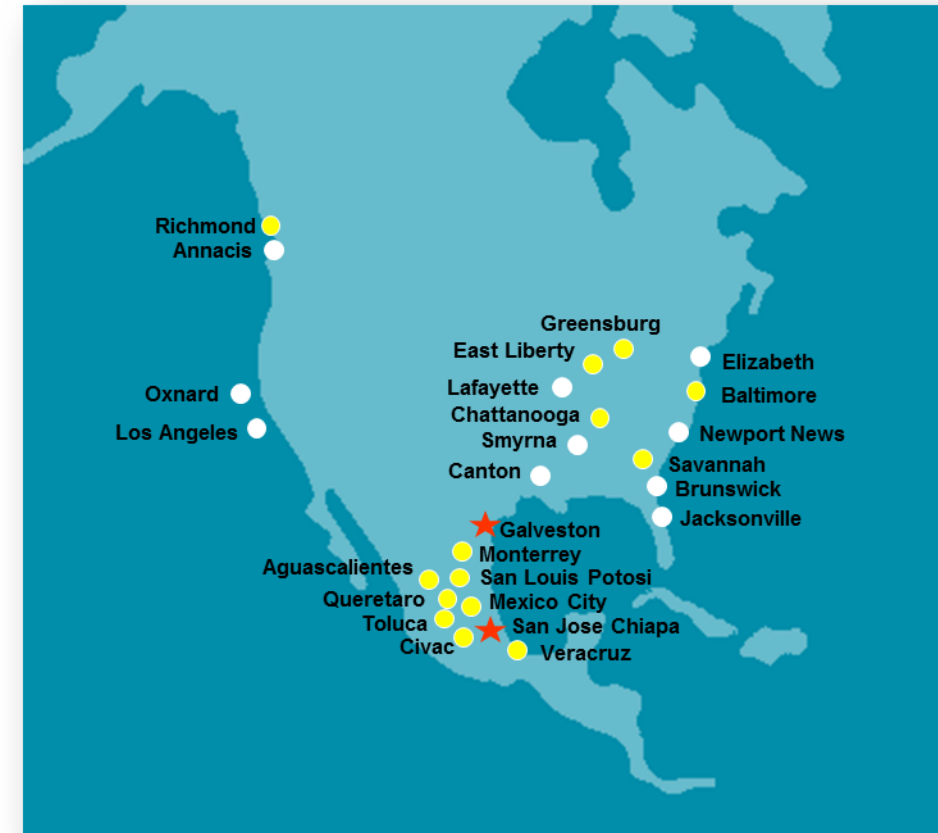 Richmond
Annacis
Greensburg
East Liberty
Elizabeth
Lafayette
Oxnard
Baltimore
Chattanooga
Los Angeles
Newport News
Smyrna
Savannah
Canton
Brunswick
Jacksonville
Galveston
Monterrey
Aguascalientes
San Louis Potosi
Queretaro
Mexico City
Toluca
San Jose Chiapa
Civac
Veracruz